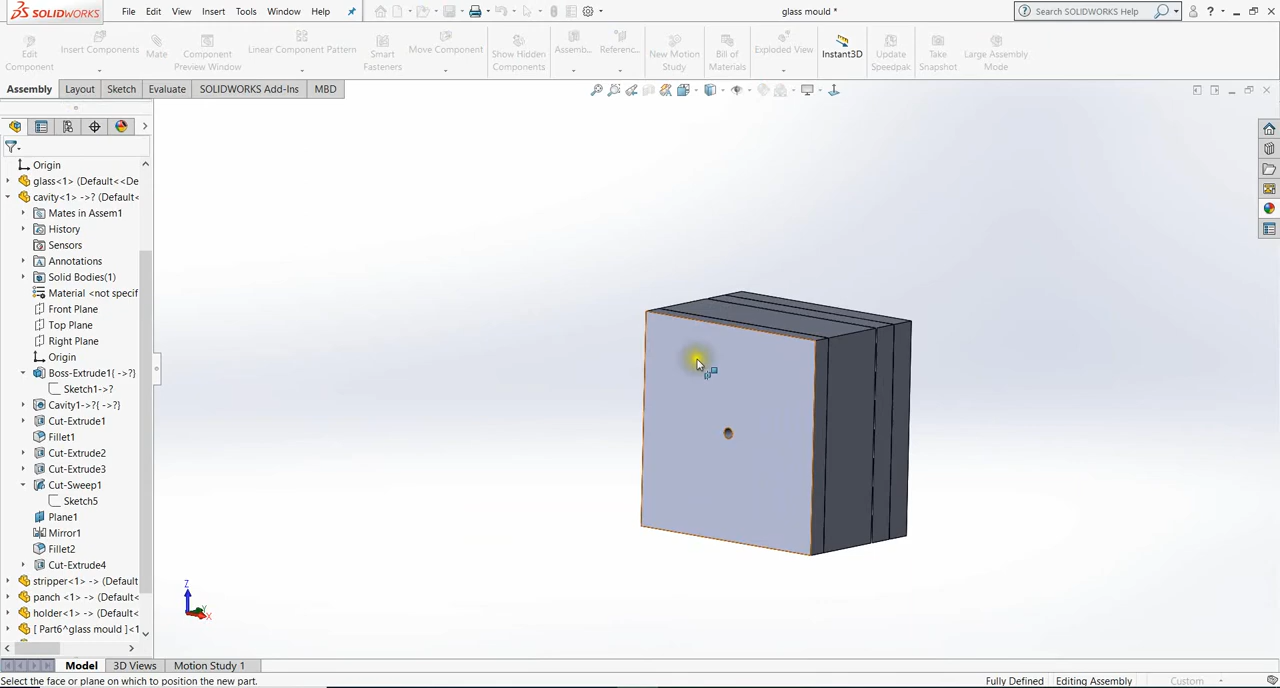 SOLIDWORKS File Edit View Insert Tools Window Help glass mould * Search SOLIDWORKS Help
Edit Component
Insert Components
Mate
Component Preview Window
Linear Component Pattern
Smart Fasteners
Move Component
Show Hidden Components
Assemb...
Referenc...
New Motion Study
Bill of Materials
Exploded View
Instant3D
Update Speedpak
Take Snapshot
Large Assembly Mode
Assembly Layout Sketch Evaluate SOLIDWORKS Add-Ins MBD
Origin
glass<1> (Default<<De
cavity<1> ->? (Default<
Mates in Assem1
History
Sensors
Annotations
Solid Bodies(1)
Material <not specif
Front Plane
Top Plane
Right Plane
Origin
Boss-Extrude1{ ->?}
Sketch1->?
Cavity1->?{ ->?}
Cut-Extrude1
Fillet1
Cut-Extrude2
Cut-Extrude3
Cut-Sweep1
Sketch5
Plane1
Mirror1
Fillet2
Cut-Extrude4
stripper<1> -> (Default
panch<1> -> (Default<
holder<1> -> (Default<
[ Part6^glass mould ]<1
Z
Y
X
Model 3D Views Motion Study 1
Select the face or plane on which to position the new part. Fully Defined Editing Assembly Custom